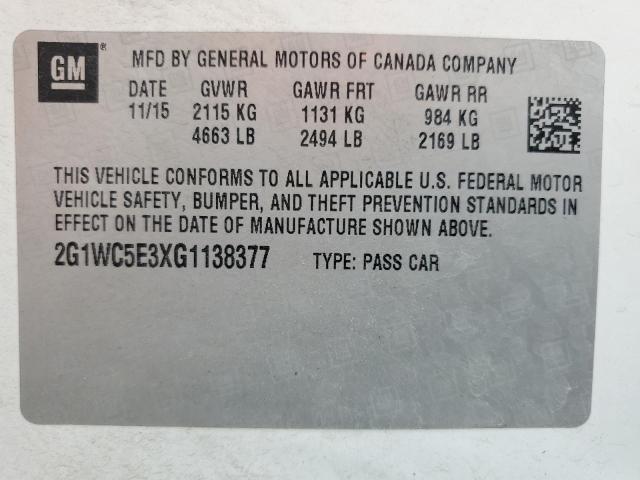 GM ® MFD BY GENERAL MOTORS OF CANADA COMPANY
DATE GVWR GAWR FRT GAWR RR
11/15 2115 KG 1131 KG 984 KG
4663 LB 2494 LB 2169 LB
THIS VEHICLE CONFORMS TO ALL APPLICABLE U.S. FEDERAL MOTOR
VEHICLE SAFETY, BUMPER, AND THEFT PREVENTION STANDARDS IN
EFFECT ON THE DATE OF MANUFACTURE SHOWN ABOVE.
2G1WC5E3XG1138377 TYPE: PASS CAR